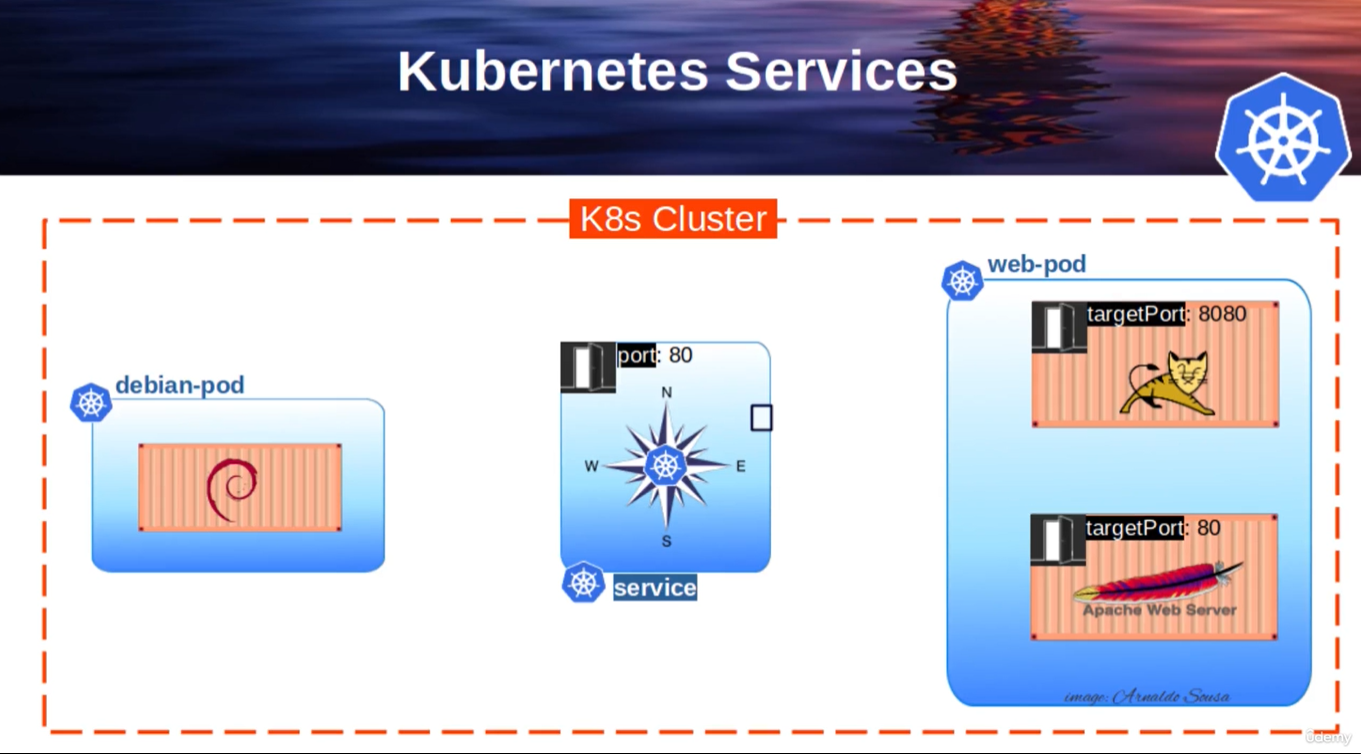 Kubernetes Services
K8s Cluster
web-pod
targetPort: 8080
port: 80
debian-pod
N
W
E
S
targetPort: 80
service
Apache Web Server
image: Arnaldo Sousa
ûdemy